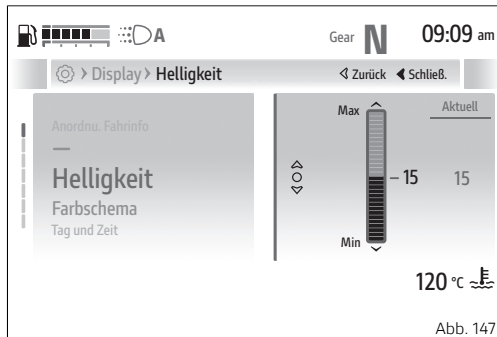 A Gear N 09:09 am
Display Helligkeit Zurück Schließ.
Max Aktuell
Anordnu. Fahrinfo
Helligkeit 15 15
Farbschema
Tag und Zeit
Min
120 °C
Abb. 147